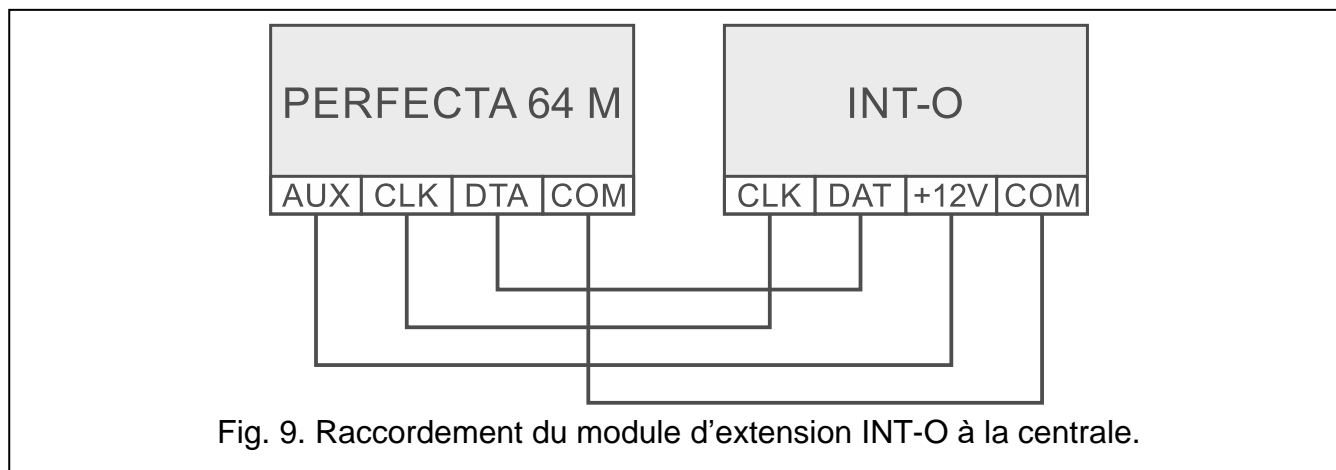 PERFECTA 64 M
INT-O
AUX CLK DTA COM
CLK DAT +12V COM
Fig. 9. Raccordement du module d’extension INT-O à la centrale.